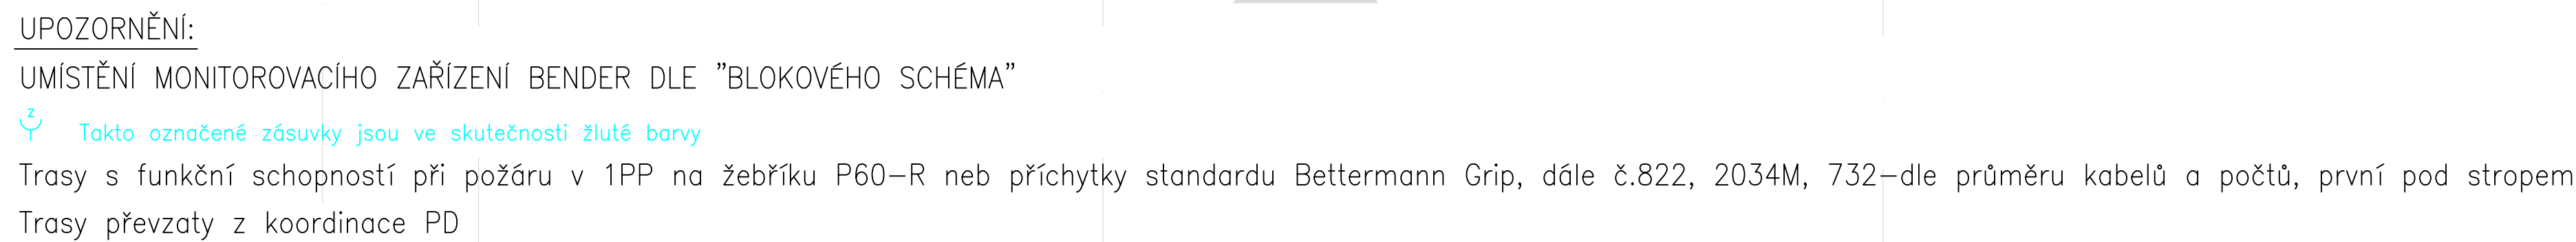 UPOZORNĚNÍ:
UMÍSTĚNÍ MONITOROVACÍHO ZAŘÍZENÍ BENDER DLE "BLOKOVÉHO SCHÉMA"
Z Takto označené zásuvky jsou ve skutečnosti žluté barvy
Trasy s funkční schopností při požáru v 1PP na žebříku P60-R neb příchytky standardu Bettermann Grip, dále č.822, 2034M, 732-dle průměru kabelů a počtů, první pod stropem
Trasy převzaty z koordinace PD